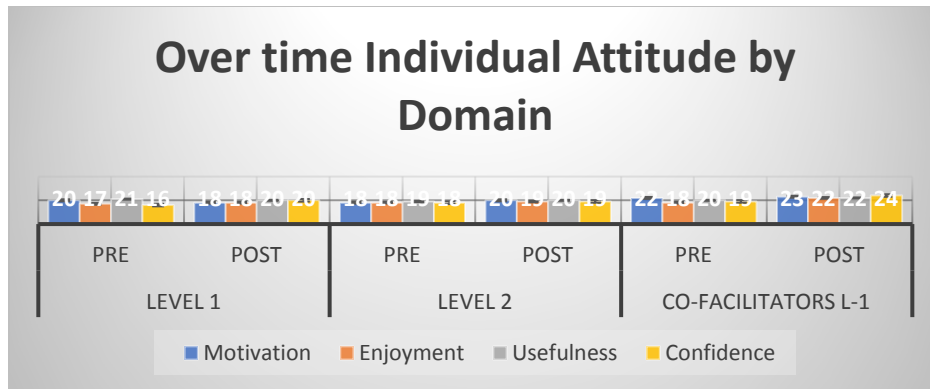 Over time Individual Attitude by
Domain
20 17 21 16 18 18 20 20 18 18 19 18 20 19 20 19 22 18 20 19 23 22 22 24
PRE POST PRE POST PRE POST
LEVEL 1 LEVEL 2 CO-FACILITATORS L-1
Motivation Enjoyment Usefulness Confidence